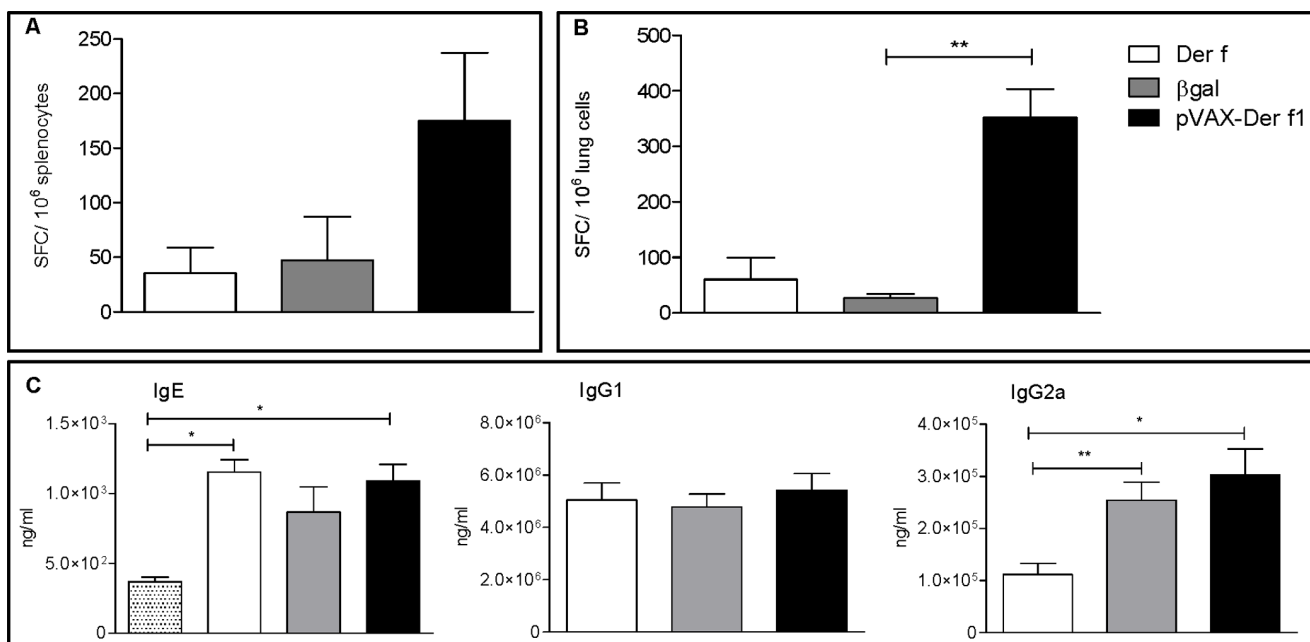 A
SFC/ 10⁶ splenocytes
250
200
150
100
50
0
B
SFC/ 10⁶ lung cells
500
400
300
200
100
0
**
Der f
βgal
pVAX-Der f1
C
IgE
ng/ml
1.5×10³
1.0×10³
5.0×10²
0
*
*
IgG1
ng/ml
8.0×10⁶
6.0×10⁶
4.0×10⁶
2.0×10⁶
0
IgG2a
ng/ml
4.0×10⁵
3.0×10⁵
2.0×10⁵
1.0×10⁵
0
*
**